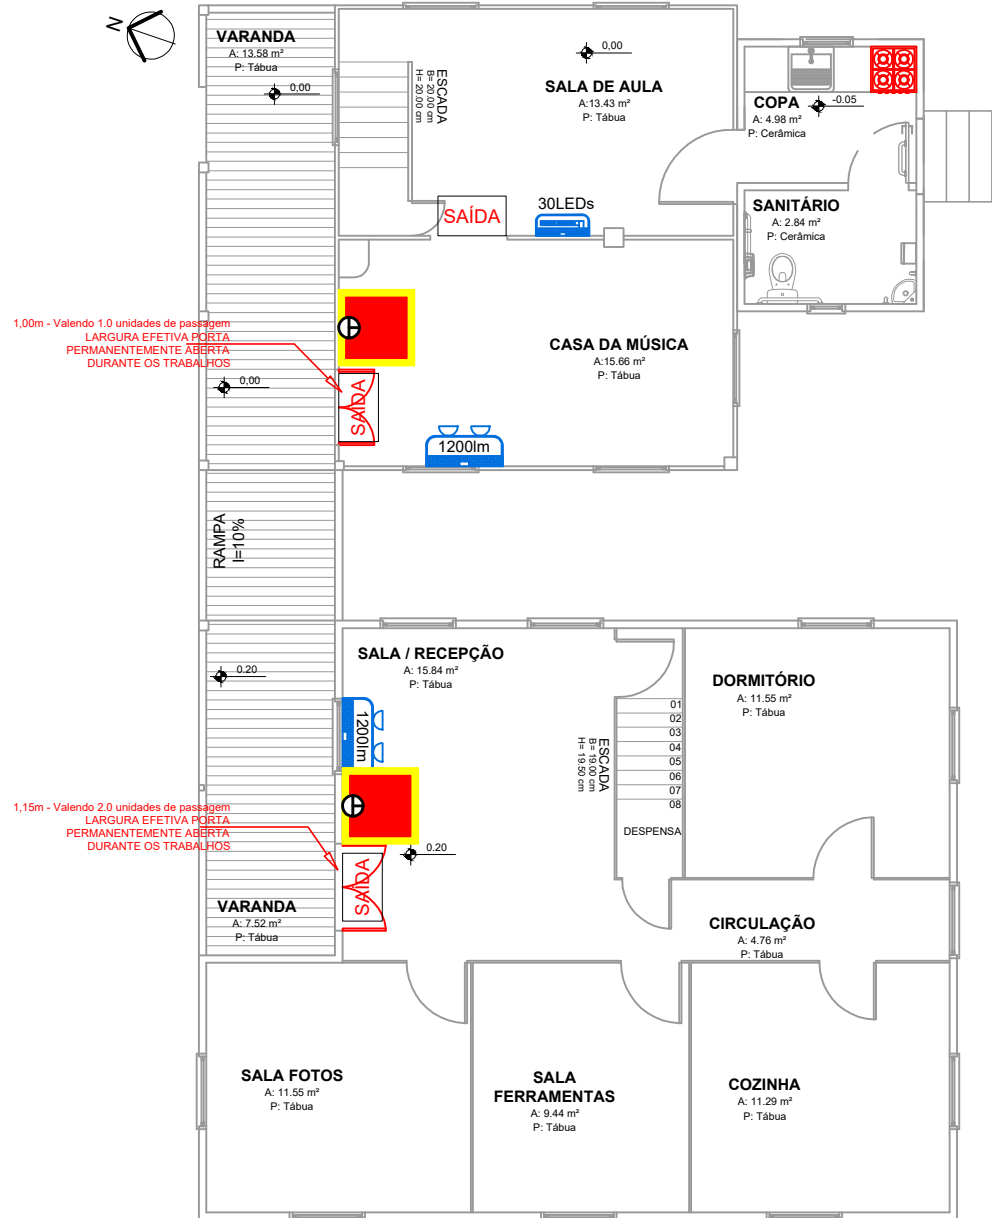 N
VARANDA
A: 13.58 m²
P: Tábua
0,00
ESCADA
B= 20.00 cm
H= 20.00 cm
SALA DE AULA
A:13.43 m²
P: Tábua
0,00
COPA
A: 4.98 m²
P: Cerâmica
-0.05
SANITÁRIO
A: 2.84 m²
P: Cerâmica
SAÍDA
30LEDs
1,00m - Valendo 1.0 unidades de passagem
LARGURA EFETIVA PORTA
PERMANENTEMENTE ABERTA
DURANTE OS TRABALHOS
0,00
SAÍDA
CASA DA MÚSICA
A:15.66 m²
P: Tábua
1200lm
RAMPA
I=10%
0.20
SALA / RECEPÇÃO
A: 15.84 m²
P: Tábua
1200lm
ESCADA
B= 19.00 cm
H= 19.50 cm
01
02
03
04
05
06
07
08
DESPENSA
DORMITÓRIO
A: 11.55 m²
P: Tábua
1,15m - Valendo 2.0 unidades de passagem
LARGURA EFETIVA PORTA
PERMANENTEMENTE ABERTA
DURANTE OS TRABALHOS
0.20
SAÍDA
VARANDA
A: 7.52 m²
P: Tábua
CIRCULAÇÃO
A: 4.76 m²
P: Tábua
SALA FOTOS
A: 11.55 m²
P: Tábua
SALA
FERRAMENTAS
A: 9.44 m²
P: Tábua
COZINHA
A: 11.29 m²
P: Tábua